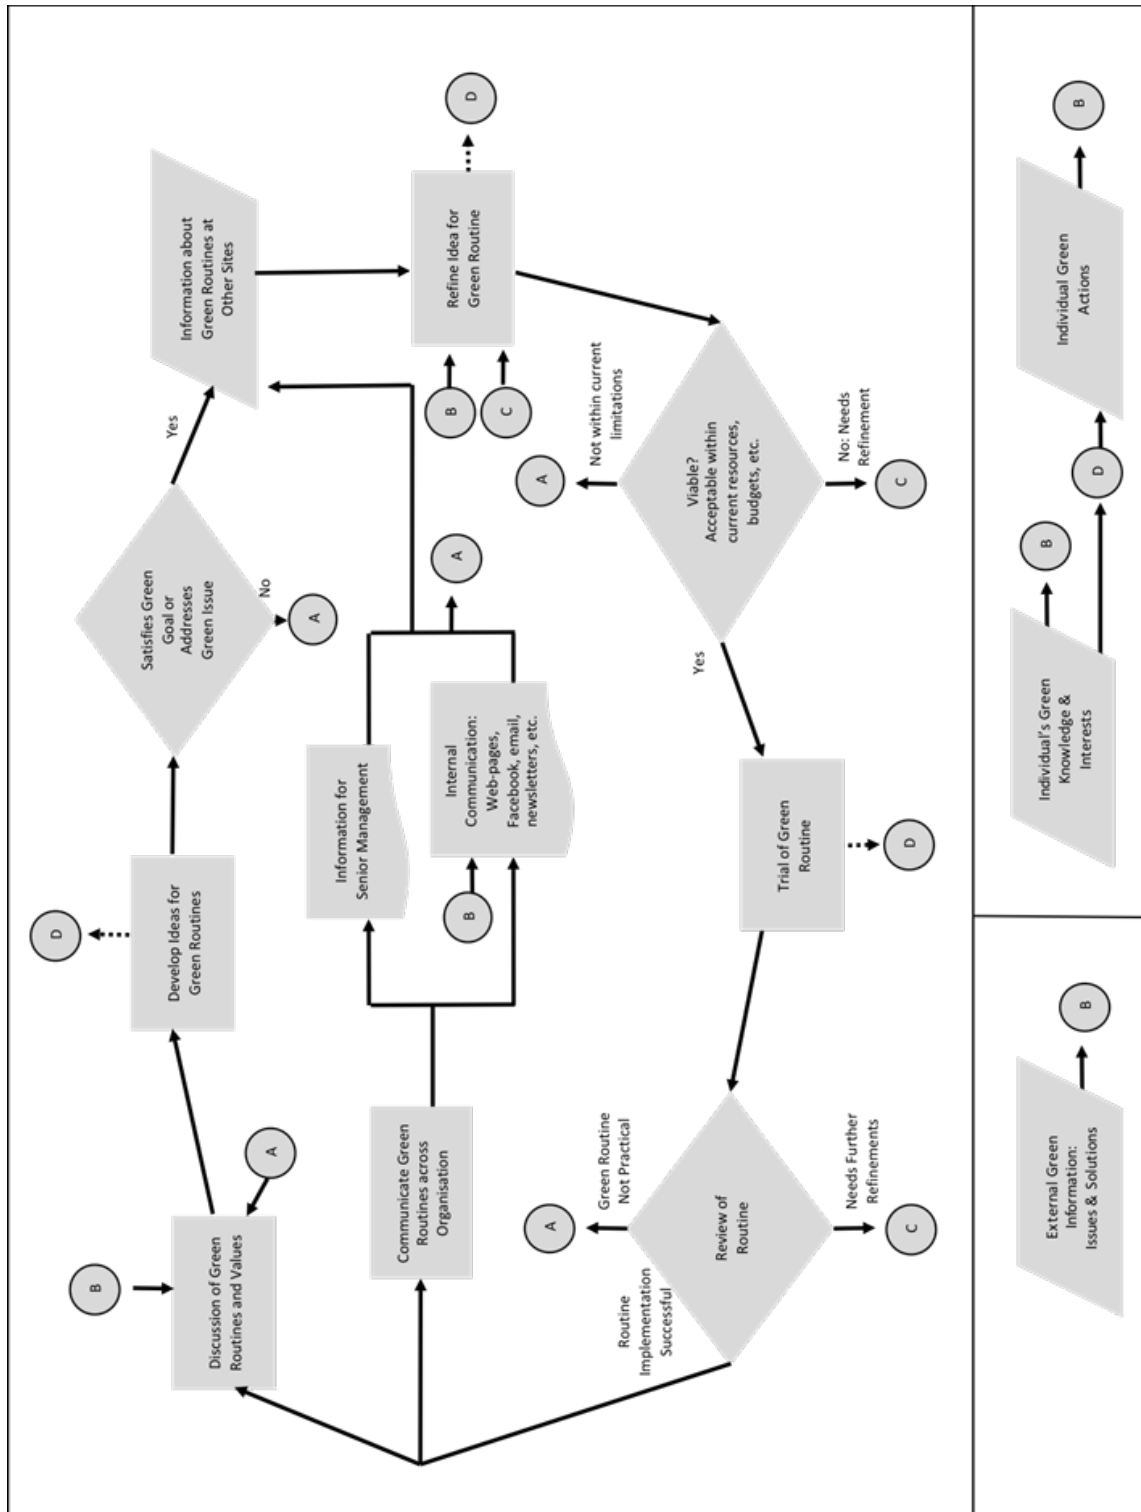 B
Discussion of Green
Routines and Values
A
D
Develop Ideas for
Green Routines
Satisfies Green
Goal or
Addresses
Green Issue
Yes
No
A
Information about
Green Routines at
Other Sites
Communicate Green
Routines across
Organisation
Information for
Senior Management
B
Internal
Communication:
Web-pages,
Facebook, email,
newsletters, etc.
A
B
C
Refine Idea for
Green Routine
D
Routine
Implementation
Successful
Review of
Routine
A
Green Routine
Not Practical
C
Needs Further
Refinements
Trial of Green
Routine
D
Yes
Viable?
Acceptable within
current resources,
budgets, etc.
A
Not within current
limitations
C
No: Needs
Refinement
External Green
Information:
Issues & Solutions
B
Individual's Green
Knowledge &
Interests
B
D
Individual Green
Actions
B